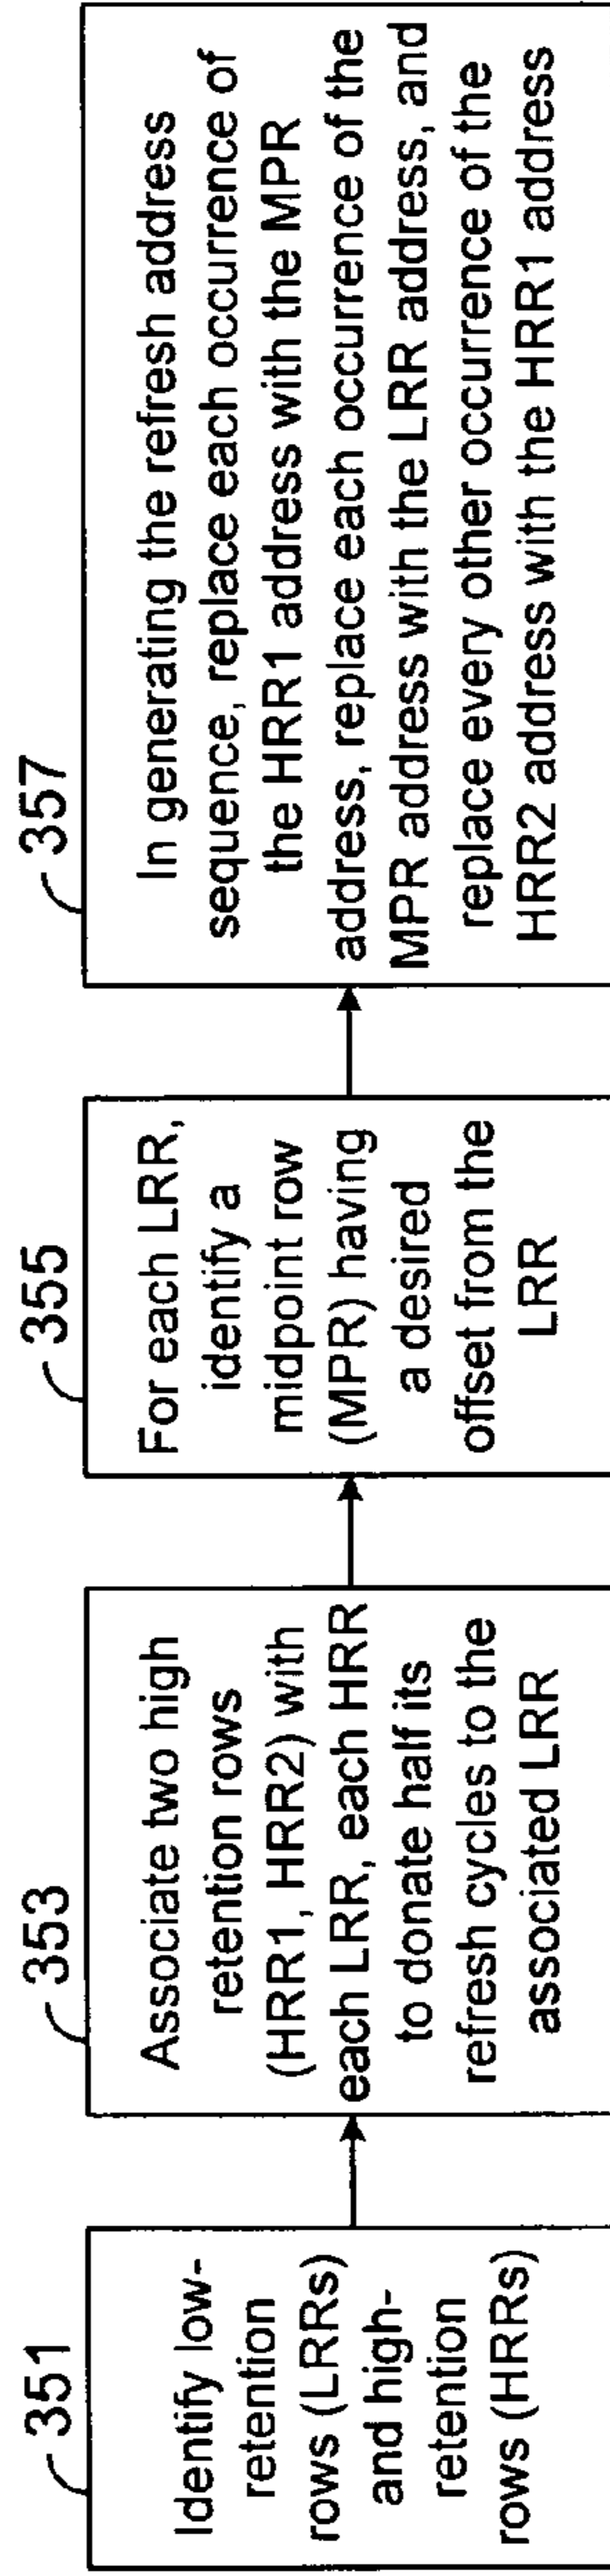 351
Identify low-
retention
rows (LRRs)
and high-
retention
rows (HRRs)
353
Associate two high
retention rows
(HRR1, HRR2) with
each LRR, each HRR
to donate half its
refresh cycles to the
associated LRR
355
For each LRR,
identify a
midpoint row
(MPR) having
a desired
offset from the
LRR
357
In generating the refresh address
sequence, replace each occurrence of
the HRR1 address with the MPR
address, replace each occurrence of the
MPR address with the LRR address, and
replace every other occurrence of the
HRR2 address with the HRR1 address